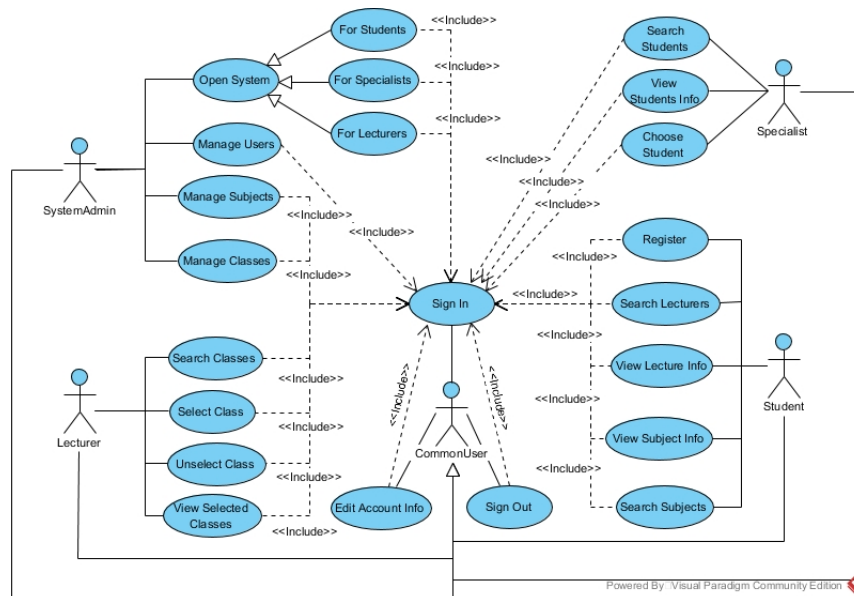 <<Include>>
For Students
<<Include>>
Search
Students
Open System
For Specialists
<<Include>>
View
Students Info
Specialist
<<Include>>
For Lecturers
Choose
Student
Manage Users
<<Include>>
<<Include>>
<<Include>>
SystemAdmin
Manage Subjects
<<Include>>
<<Include>>
Register
<<Include>>
Manage Classes
<<Include>>
Sign In
<<Include>>
Search Lecturers
<<Include>>
Search Classes
<<Include>>
View Lecture Info
<<Include>>
<<Include>>
<<Include>>
Student
Select Class
<<Include>>
Lecturer
<<Include>>
View Subject Info
CommonUser
Unselect Class
<<Include>>
<<Include>>
View Selected
Classes
Edit Account Info
Sign Out
Search Subjects
<<Include>>
Powered By Visual Paradigm Community Edition